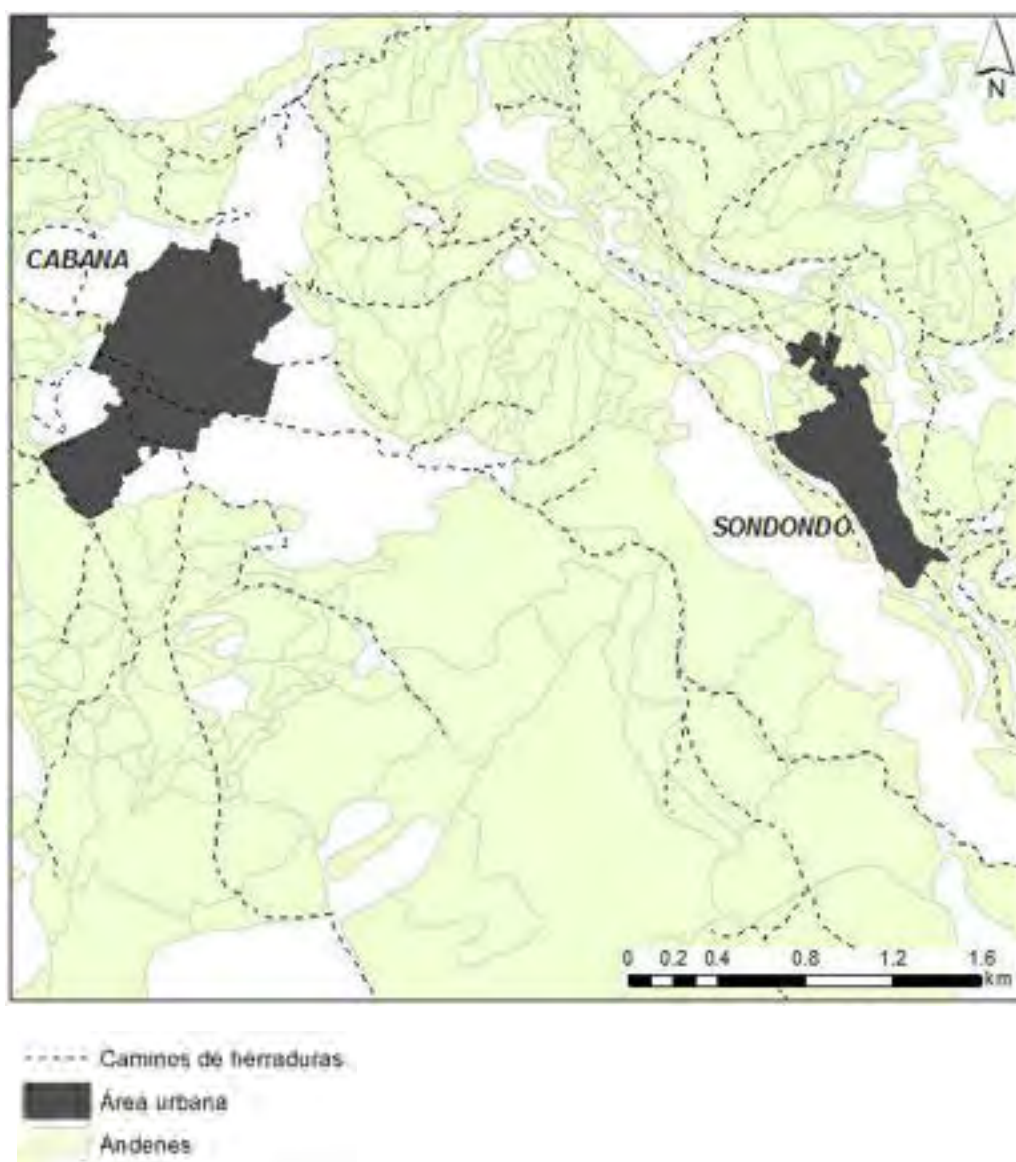 N
CABANA
SONDONDO
0 0.2 0.4 0.8 1.2 1.6
km
Caminos de herraduras
Área urbana
Andenes